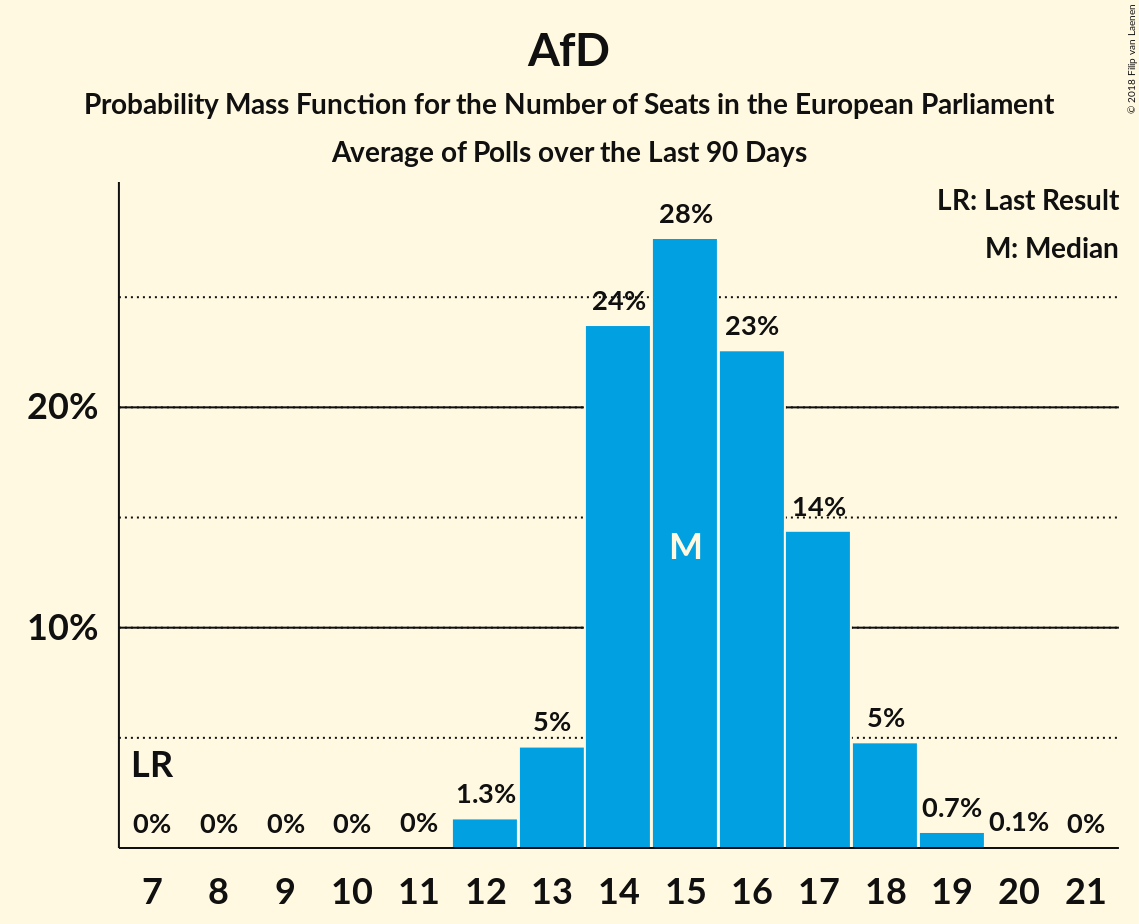 AfD
Probability Mass Function for the Number of Seats in the European Parliament
Average of Polls over the Last 90 Days
© 2018 Filip van Laenen
LR: Last Result
M: Median
28%
24%
23%
20%
14%
M
10%
5%
5%
LR
1.3%
0.7%
0% 0% 0% 0% 0% 0.1% 0%
7 8 9 10 11 12 13 14 15 16 17 18 19 20 21